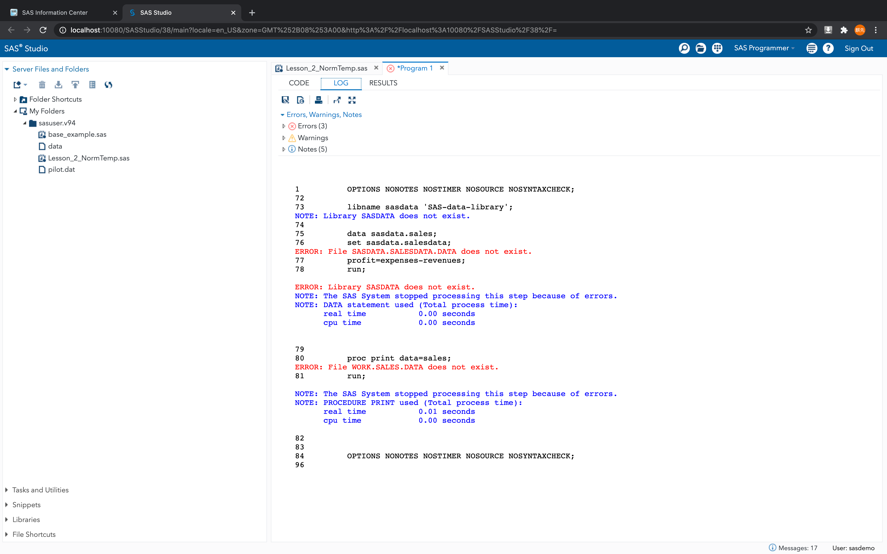 SAS Information Center
SAS Studio
localhost:10080/SASStudio/38/main?locale=en_US&zone=GMT%252B08%253A00&http%3A%2F%2Flocalhost%3A10080%2FSASStudio%2F38%2F=
SAS® Studio
SAS Programmer
Sign Out
Server Files and Folders
Folder Shortcuts
My Folders
sasuser.v94
base_example.sas
data
Lesson_2_NormTemp.sas
pilot.dat
Tasks and Utilities
Snippets
Libraries
File Shortcuts
Lesson_2_NormTemp.sas
*Program 1
CODE
LOG
RESULTS
Errors, Warnings, Notes
Errors (3)
Warnings
Notes (5)
1 OPTIONS NONOTES NOSTIMER NOSOURCE NOSYNTAXCHECK;
72
73 libname sasdata 'SAS-data-library';
NOTE: Library SASDATA does not exist.
74
75 data sasdata.sales;
76 set sasdata.salesdata;
ERROR: File SASDATA.SALESDATA.DATA does not exist.
77 profit=expenses-revenues;
78 run;
ERROR: Library SASDATA does not exist.
NOTE: The SAS System stopped processing this step because of errors.
NOTE: DATA statement used (Total process time):
real time 0.00 seconds
cpu time 0.00 seconds
79
80 proc print data=sales;
ERROR: File WORK.SALES.DATA does not exist.
81 run;
NOTE: The SAS System stopped processing this step because of errors.
NOTE: PROCEDURE PRINT used (Total process time):
real time 0.01 seconds
cpu time 0.00 seconds
82
83
84 OPTIONS NONOTES NOSTIMER NOSOURCE NOSYNTAXCHECK;
96
Messages: 17
User: sasdemo